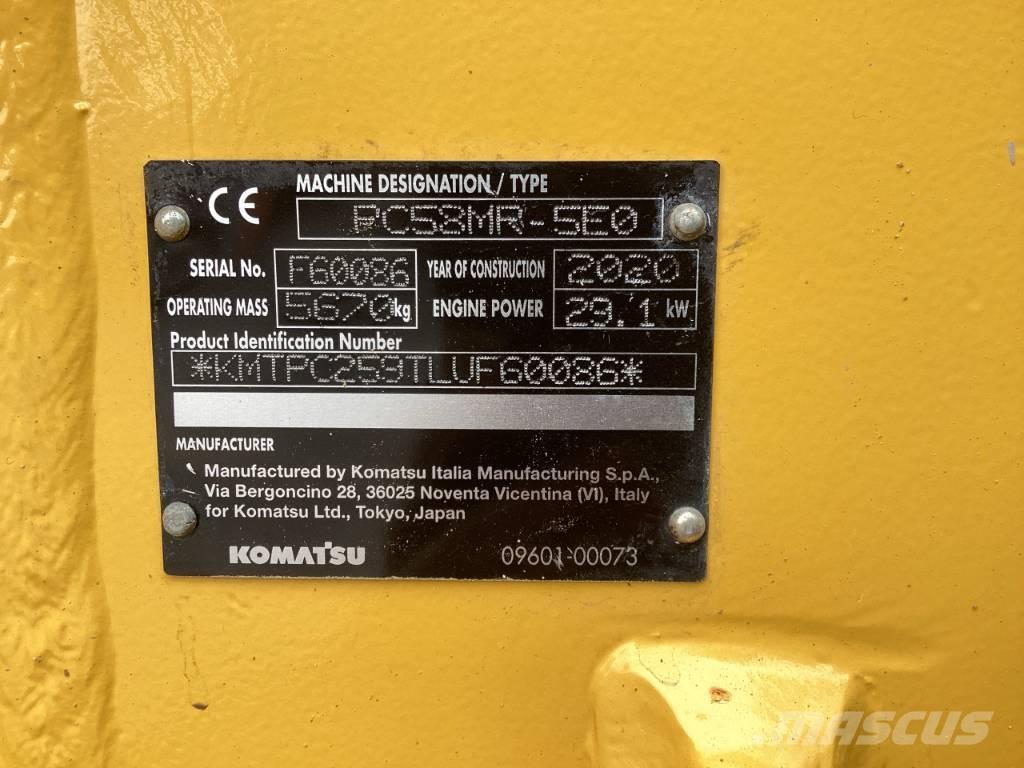 CE
MACHINE DESIGNATION / TYPE
PC58MR-5E0
SERIAL No. F60086 YEAR OF CONSTRUCTION 2020
OPERATING MASS 5670 kg ENGINE POWER 29.1 kW
Product Identification Number
*KMTPC259TLUF60086*
MANUFACTURER
Manufactured by Komatsu Italia Manufacturing S.p.A.,
Via Bergoncino 28, 36025 Noventa Vicentina (VI), Italy
for Komatsu Ltd., Tokyo, Japan
KOMATSU 09601-00073
MASCUS